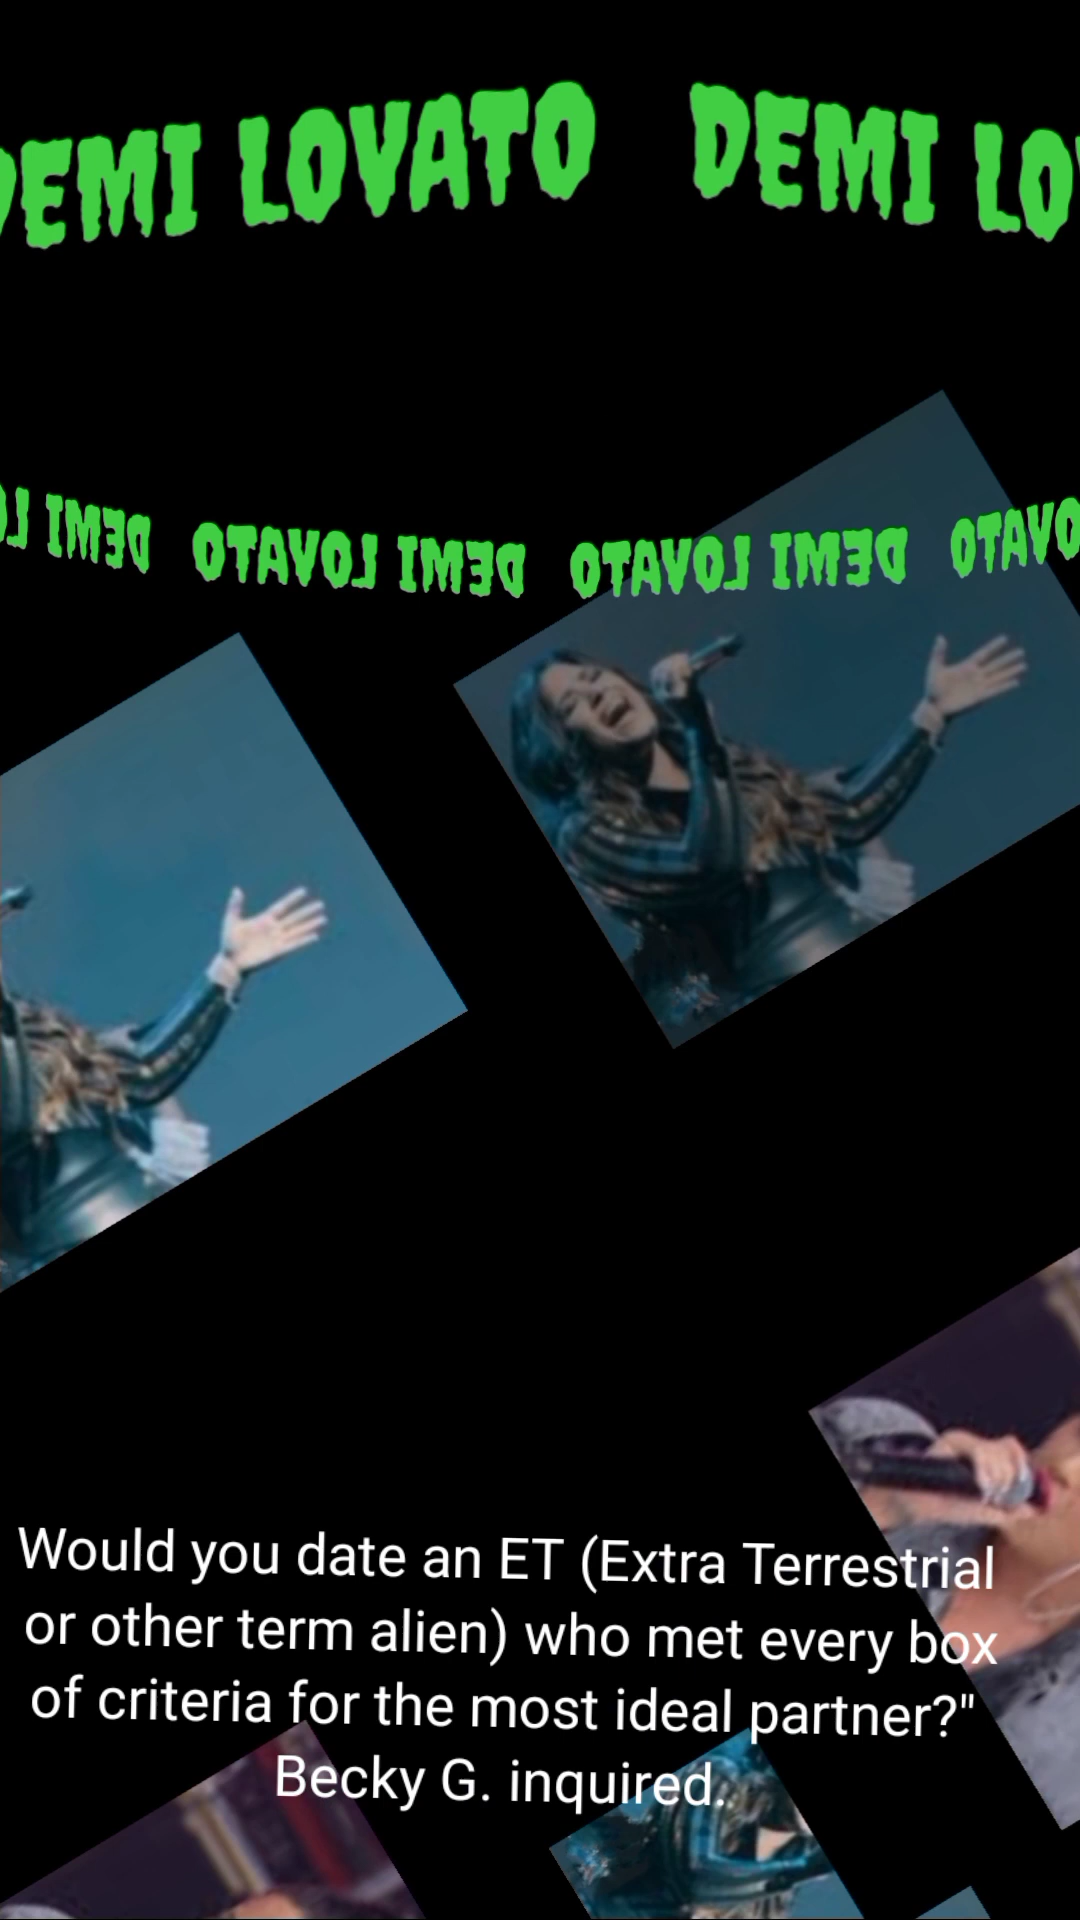 DEMI LOVATO DEMI LO
DEMI LOVATO DEMI LOVATO
Would you date an ET (Extra Terrestrial
or other term alien) who met every box
of criteria for the most ideal partner?"
Becky G. inquired.